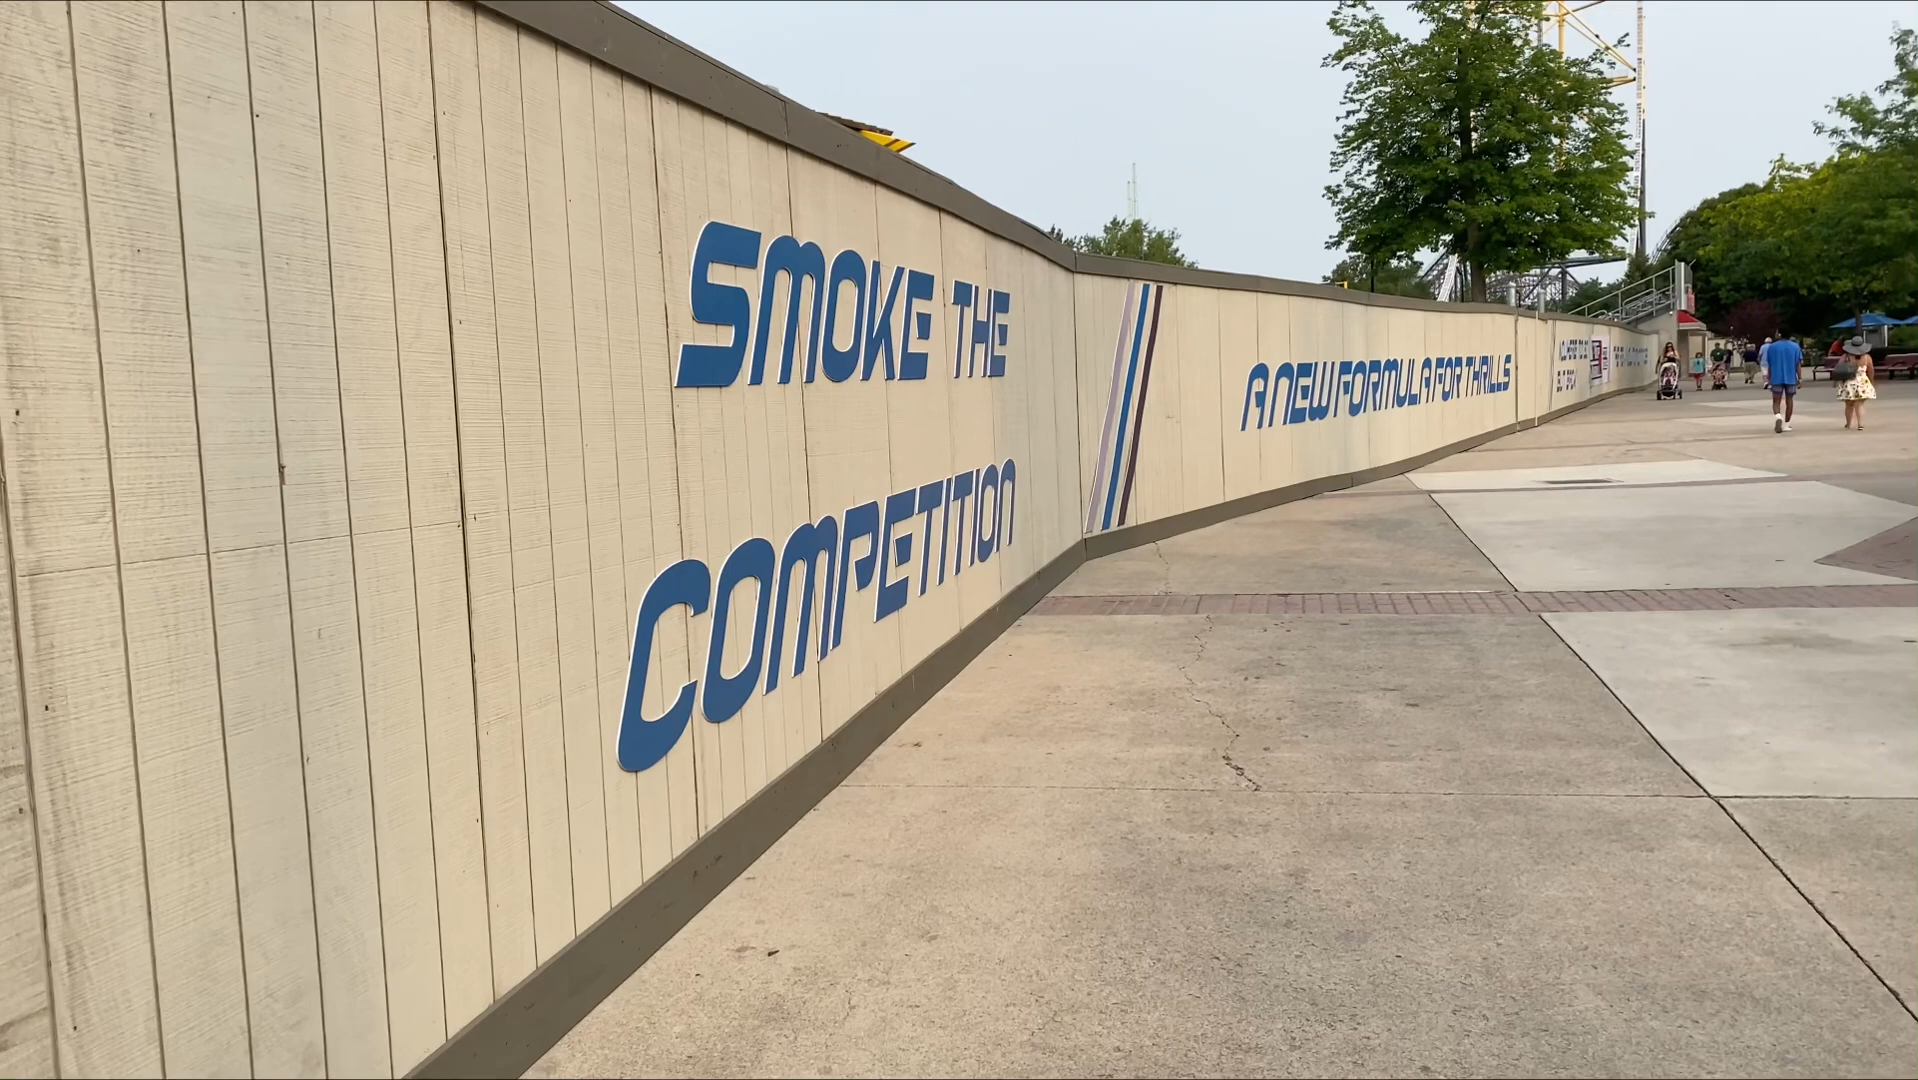 SMOKE THE
COMPETITION
A NEW FORMULA FOR THRILLS